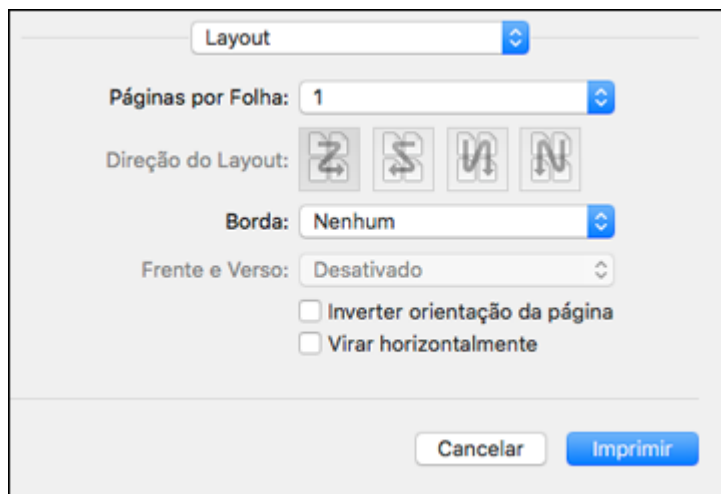 Layout
Páginas por Folha: 1
Direção do Layout:
Borda: Nenhum
Frente e Verso: Desativado
Inverter orientação da página
Virar horizontalmente
Cancelar Imprimir